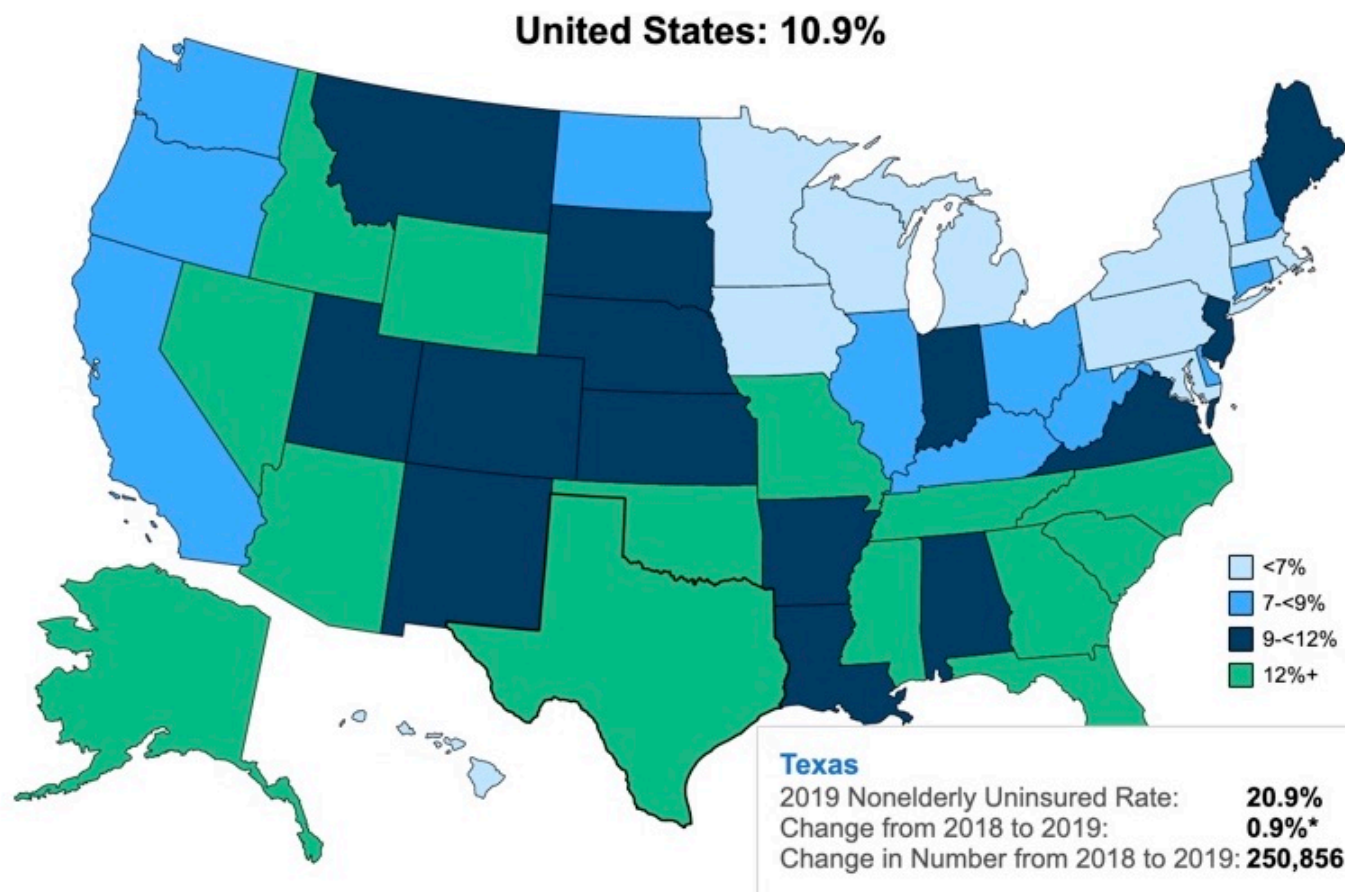 United States: 10.9%
<7%
7-<9%
9-<12%
12%+
Texas
2019 Nonelderly Uninsured Rate: 20.9%
Change from 2018 to 2019: 0.9%*
Change in Number from 2018 to 2019: 250,856